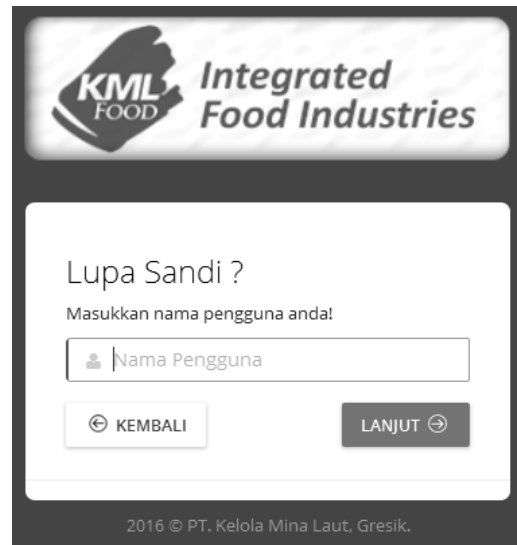 KML
FOOD
Integrated
Food Industries
Lupa Sandi ?
Masukkan nama pengguna anda!
Nama Pengguna
KEMBALI
LANJUT
2016 © PT. Kelola Mina Laut, Gresik.